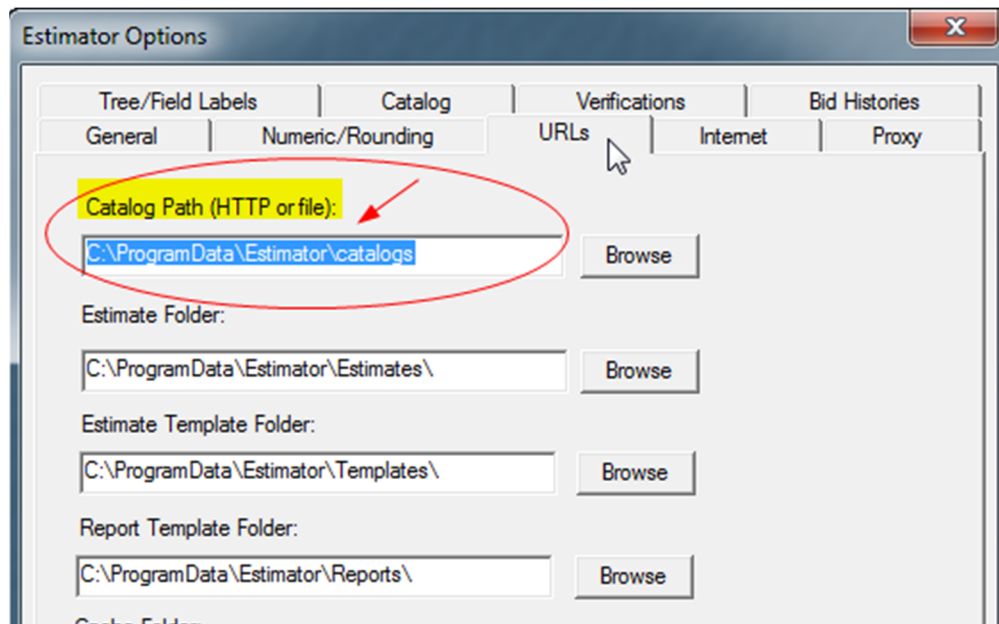 Estimator Options
Tree/Field Labels Catalog Verifications Bid Histories
General Numeric/Rounding URLs Internet Proxy
Catalog Path (HTTP or file):
C:\ProgramData\Estimator\catalogs Browse
Estimate Folder:
C:\ProgramData\Estimator\Estimates\ Browse
Estimate Template Folder:
C:\ProgramData\Estimator\Templates\ Browse
Report Template Folder:
C:\ProgramData\Estimator\Reports\ Browse